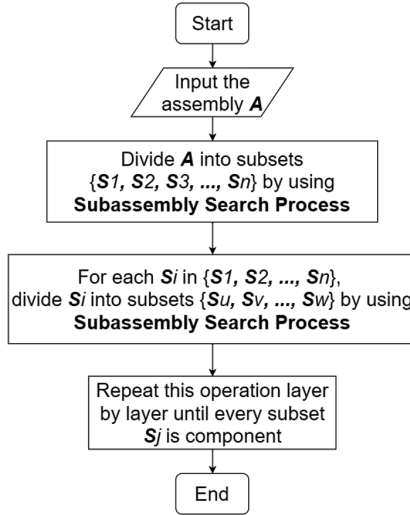 Start
Input the
assembly A
Divide A into subsets
{S1, S2, S3, ..., Sn} by using
Subassembly Search Process
For each Si in {S1, S2, ..., Sn},
divide Si into subsets {Su, Sv, ..., Sw} by using
Subassembly Search Process
Repeat this operation layer
by layer until every subset
Sj is component
End